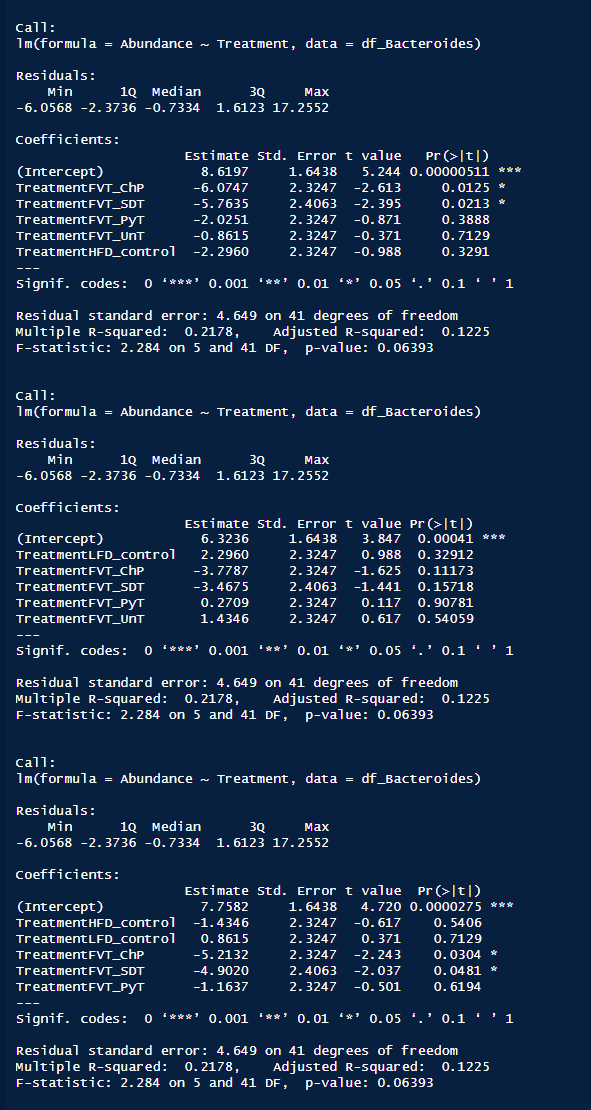 Call:
lm(formula = Abundance ~ Treatment, data = df_Bacteroides)
Residuals:
Min 1Q Median 3Q Max
-6.0568 -2.3736 -0.7334 1.6123 17.2552
Coefficients:
Estimate Std. Error t value Pr(>|t|)
(Intercept) 8.6197 1.6438 5.244 0.00000511 ***
TreatmentFVT_ChP -6.0747 2.3247 -2.613 0.0125 *
TreatmentFVT_SDT -5.7635 2.4063 -2.395 0.0213 *
TreatmentFVT_PyT -2.0251 2.3247 -0.871 0.3888
TreatmentFVT_UnT -0.8615 2.3247 -0.371 0.7129
TreatmentHFD_control -2.2960 2.3247 -0.988 0.3291
---
Signif. codes: 0 ‘***’ 0.001 ‘**’ 0.01 ‘*’ 0.05 ‘.’ 0.1 ‘ ’ 1
Residual standard error: 4.649 on 41 degrees of freedom
Multiple R-squared: 0.2178, Adjusted R-squared: 0.1225
F-statistic: 2.284 on 5 and 41 DF, p-value: 0.06393
Call:
lm(formula = Abundance ~ Treatment, data = df_Bacteroides)
Residuals:
Min 1Q Median 3Q Max
-6.0568 -2.3736 -0.7334 1.6123 17.2552
Coefficients:
Estimate Std. Error t value Pr(>|t|)
(Intercept) 6.3236 1.6438 3.847 0.00041 ***
TreatmentLFD_control 2.2960 2.3247 0.988 0.32912
TreatmentFVT_ChP -3.7787 2.3247 -1.625 0.11173
TreatmentFVT_SDT -3.4675 2.4063 -1.441 0.15718
TreatmentFVT_PyT 0.2709 2.3247 0.117 0.90781
TreatmentFVT_UnT 1.4346 2.3247 0.617 0.54059
---
Signif. codes: 0 ‘***’ 0.001 ‘**’ 0.01 ‘*’ 0.05 ‘.’ 0.1 ‘ ’ 1
Residual standard error: 4.649 on 41 degrees of freedom
Multiple R-squared: 0.2178, Adjusted R-squared: 0.1225
F-statistic: 2.284 on 5 and 41 DF, p-value: 0.06393
Call:
lm(formula = Abundance ~ Treatment, data = df_Bacteroides)
Residuals:
Min 1Q Median 3Q Max
-6.0568 -2.3736 -0.7334 1.6123 17.2552
Coefficients:
Estimate Std. Error t value Pr(>|t|)
(Intercept) 7.7582 1.6438 4.720 0.0000275 ***
TreatmentHFD_control -1.4346 2.3247 -0.617 0.5406
TreatmentLFD_control 0.8615 2.3247 0.371 0.7129
TreatmentFVT_ChP -5.2132 2.3247 -2.243 0.0304 *
TreatmentFVT_SDT -4.9020 2.4063 -2.037 0.0481 *
TreatmentFVT_PyT -1.1637 2.3247 -0.501 0.6194
---
Signif. codes: 0 ‘***’ 0.001 ‘**’ 0.01 ‘*’ 0.05 ‘.’ 0.1 ‘ ’ 1
Residual standard error: 4.649 on 41 degrees of freedom
Multiple R-squared: 0.2178, Adjusted R-squared: 0.1225
F-statistic: 2.284 on 5 and 41 DF, p-value: 0.06393